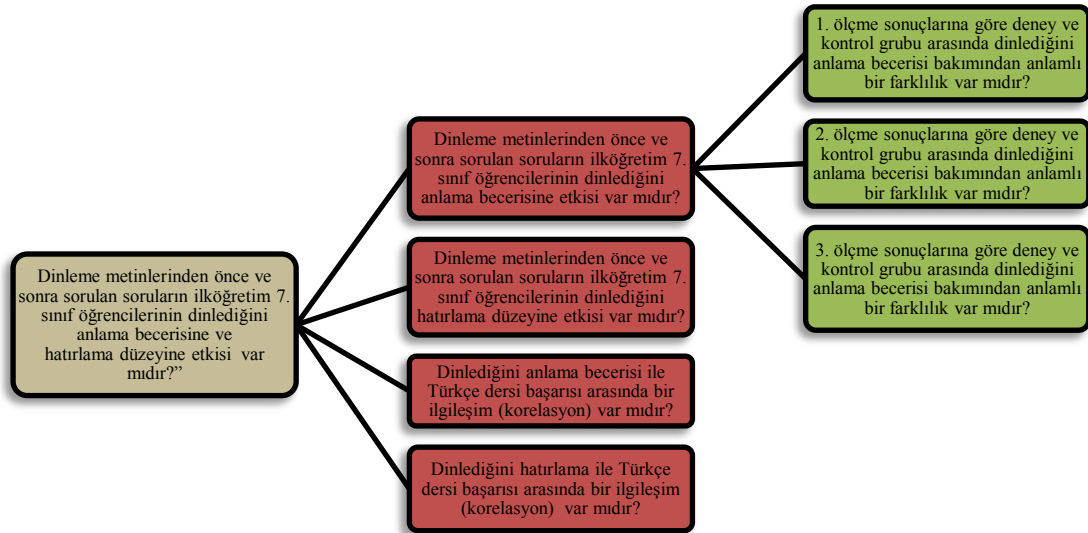 Dinleme metinlerinden önce ve
sonra sorulan soruların ilköğretim 7.
sınıf öğrencilerinin dinlediğini
anlama becerisine ve
hatırlama düzeyine etkisi  var
mıdır?”
Dinleme metinlerinden önce ve
sonra sorulan soruların ilköğretim 7.
sınıf öğrencilerinin dinlediğini
anlama becerisine etkisi var mıdır?
1. ölçme sonuçlarına göre deney ve
kontrol grubu arasında dinlediğini
anlama becerisi bakımından anlamlı
bir farklılık var mıdır?
2. ölçme sonuçlarına göre deney ve
kontrol grubu arasında dinlediğini
anlama becerisi bakımından anlamlı
bir farklılık var mıdır?
3. ölçme sonuçlarına göre deney ve
kontrol grubu arasında dinlediğini
anlama becerisi bakımından anlamlı
bir farklılık var mıdır?
Dinleme metinlerinden önce ve
sonra sorulan soruların ilköğretim 7.
sınıf öğrencilerinin dinlediğini
hatırlama düzeyine etkisi var mıdır?
Dinlediğini anlama becerisi ile
Türkçe dersi başarısı arasında bir
ilgileşim (korelasyon) var mıdır?
Dinlediğini hatırlama ile Türkçe
dersi başarısı arasında bir ilgileşim
(korelasyon)  var mıdır?